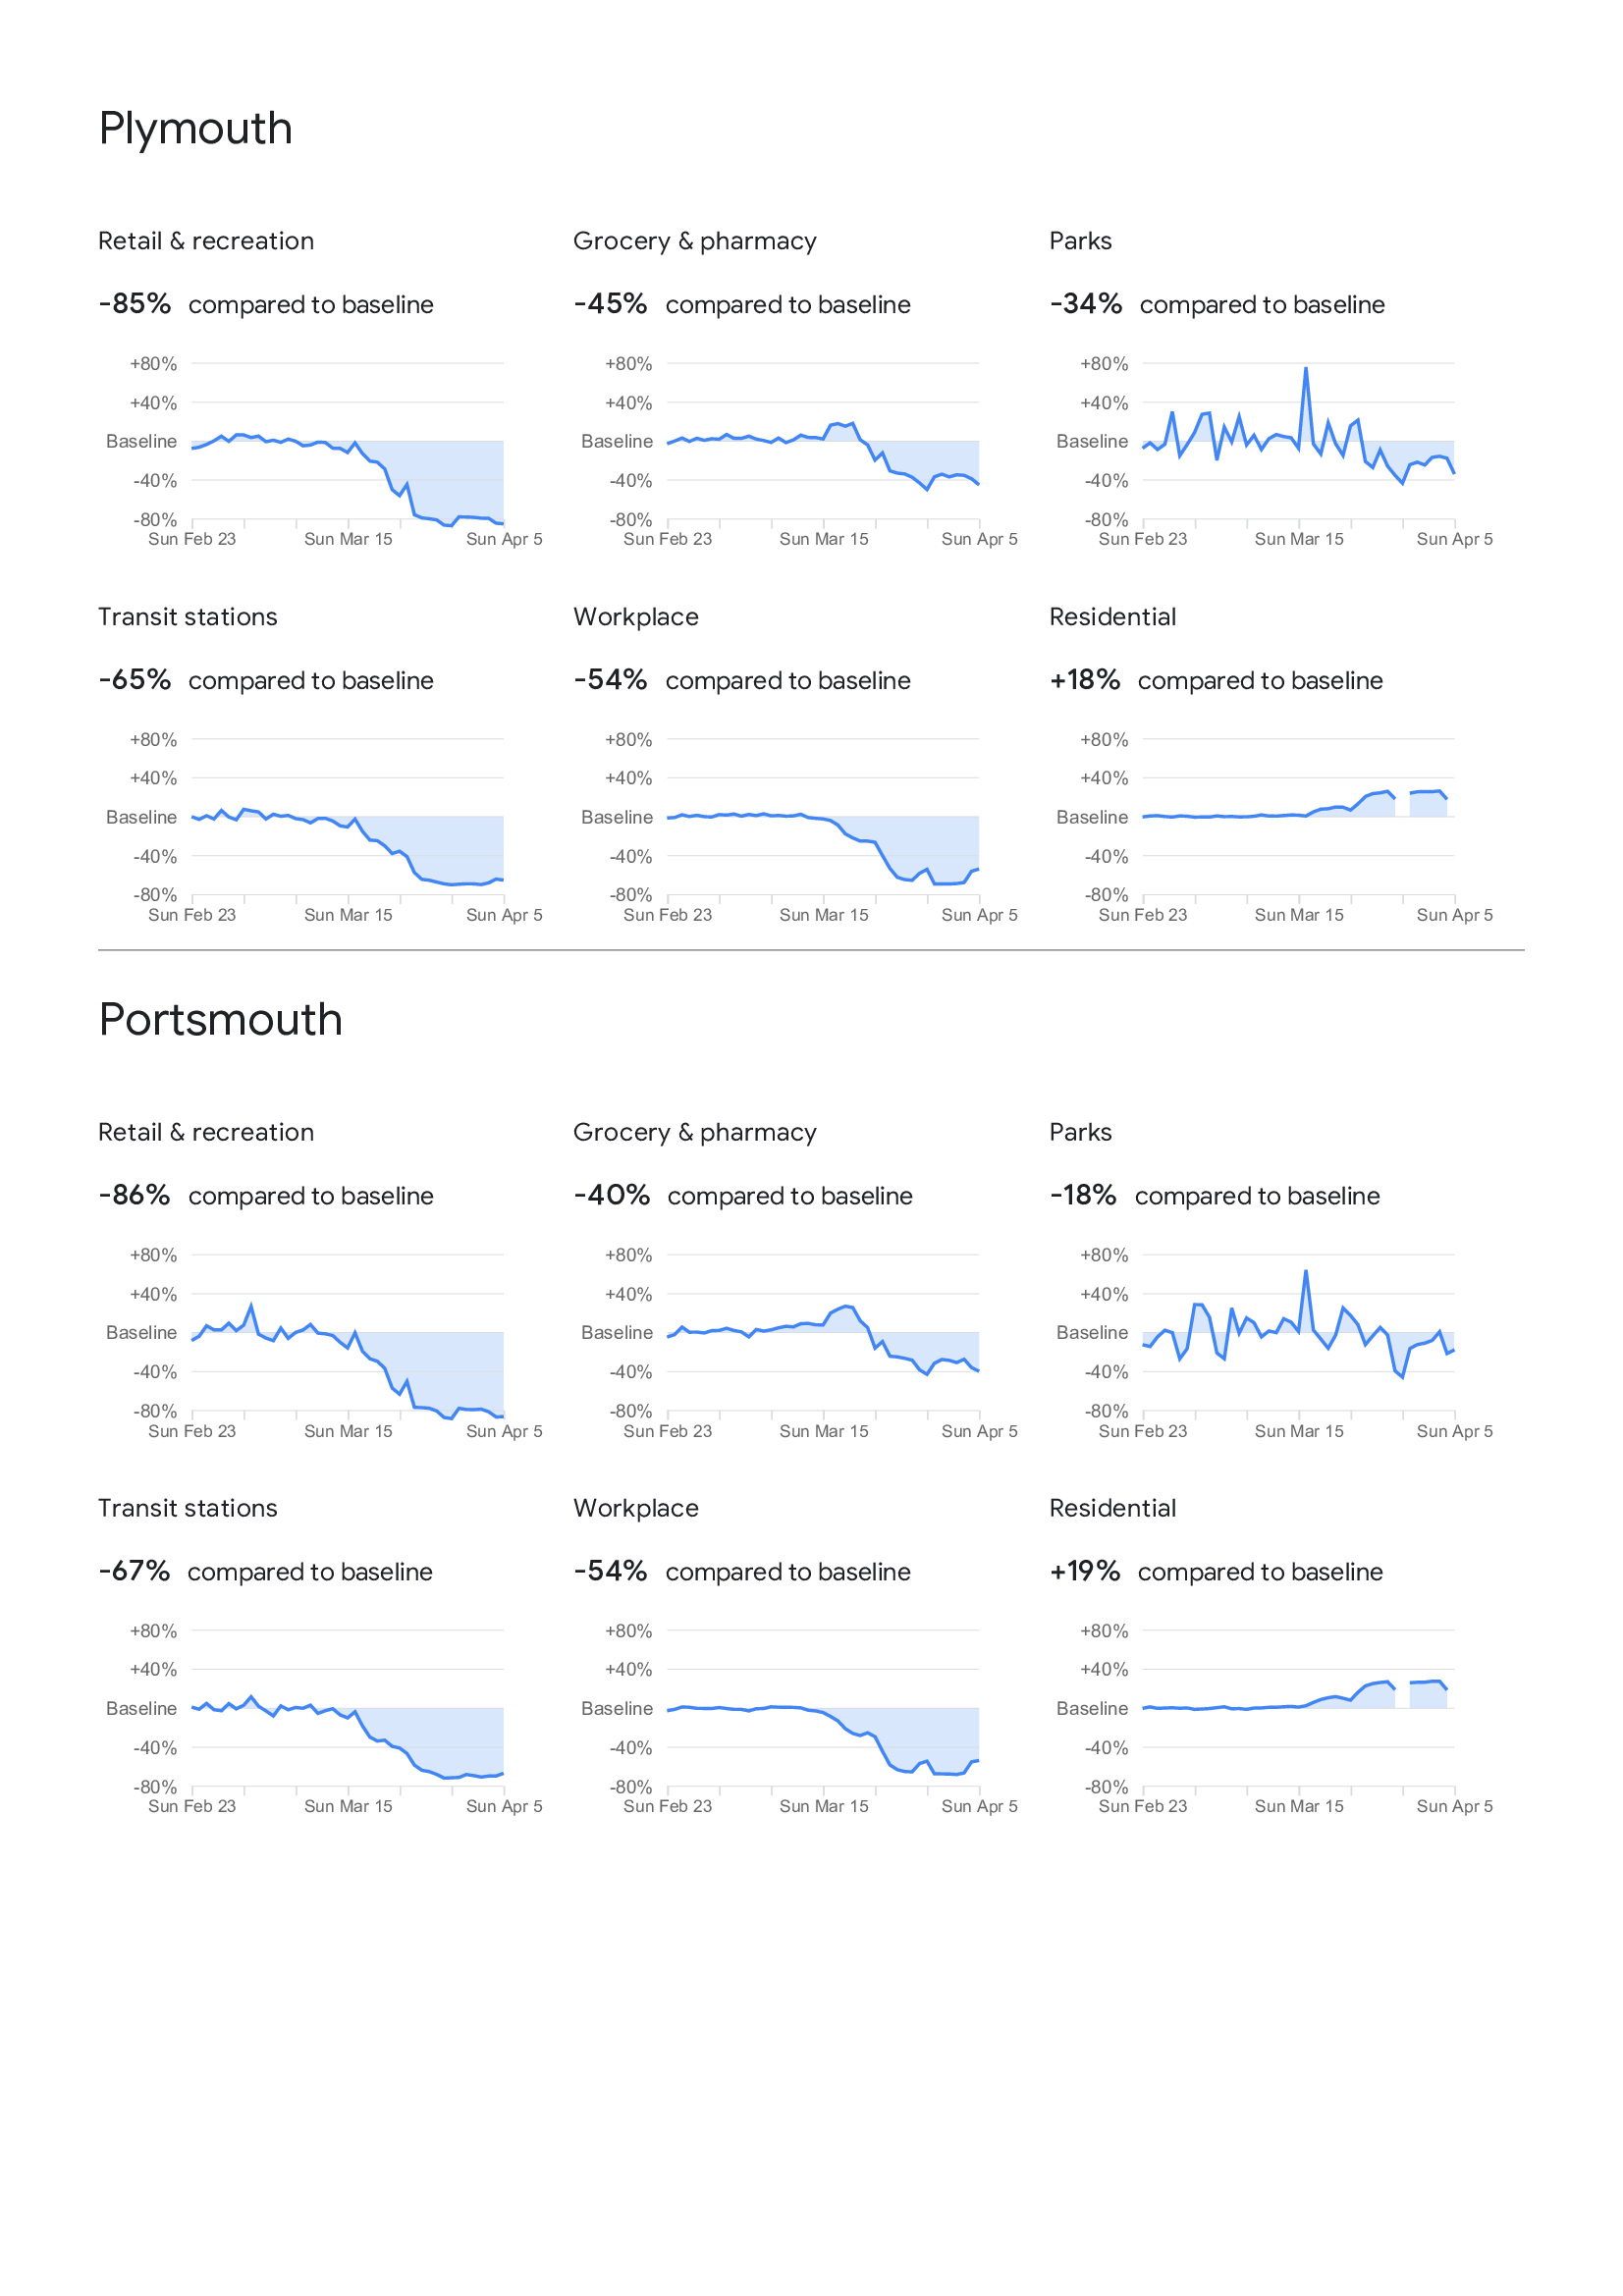 Plymouth
Retail & recreation
-85% compared to baseline
+80%
+40%
Baseline
-40%
-80%
Sun Feb 23 Sun Mar 15 Sun Apr 5
Grocery & pharmacy
-45% compared to baseline
+80%
+40%
Baseline
-40%
-80%
Sun Feb 23 Sun Mar 15 Sun Apr 5
Parks
-34% compared to baseline
+80%
+40%
Baseline
-40%
-80%
Sun Feb 23 Sun Mar 15 Sun Apr 5
Transit stations
-65% compared to baseline
+80%
+40%
Baseline
-40%
-80%
Sun Feb 23 Sun Mar 15 Sun Apr 5
Workplace
-54% compared to baseline
+80%
+40%
Baseline
-40%
-80%
Sun Feb 23 Sun Mar 15 Sun Apr 5
Residential
+18% compared to baseline
+80%
+40%
Baseline
-40%
-80%
Sun Feb 23 Sun Mar 15 Sun Apr 5
Portsmouth
Retail & recreation
-86% compared to baseline
+80%
+40%
Baseline
-40%
-80%
Sun Feb 23 Sun Mar 15 Sun Apr 5
Grocery & pharmacy
-40% compared to baseline
+80%
+40%
Baseline
-40%
-80%
Sun Feb 23 Sun Mar 15 Sun Apr 5
Parks
-18% compared to baseline
+80%
+40%
Baseline
-40%
-80%
Sun Feb 23 Sun Mar 15 Sun Apr 5
Transit stations
-67% compared to baseline
+80%
+40%
Baseline
-40%
-80%
Sun Feb 23 Sun Mar 15 Sun Apr 5
Workplace
-54% compared to baseline
+80%
+40%
Baseline
-40%
-80%
Sun Feb 23 Sun Mar 15 Sun Apr 5
Residential
+19% compared to baseline
+80%
+40%
Baseline
-40%
-80%
Sun Feb 23 Sun Mar 15 Sun Apr 5